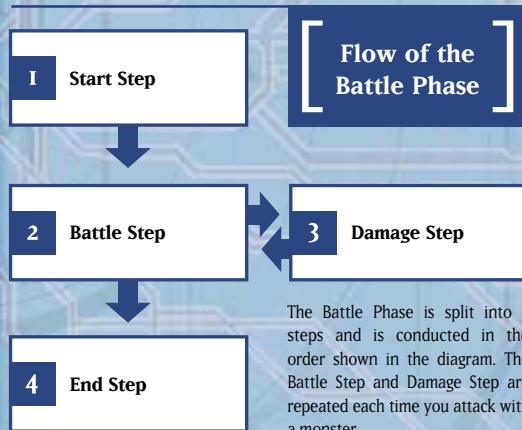 Flow of the
Battle Phase
1 Start Step
2 Battle Step
3 Damage Step
4 End Step
The Battle Phase is split into
steps and is conducted in the
order shown in the diagram. The
Battle Step and Damage Step are
repeated each time you attack with
a monster.